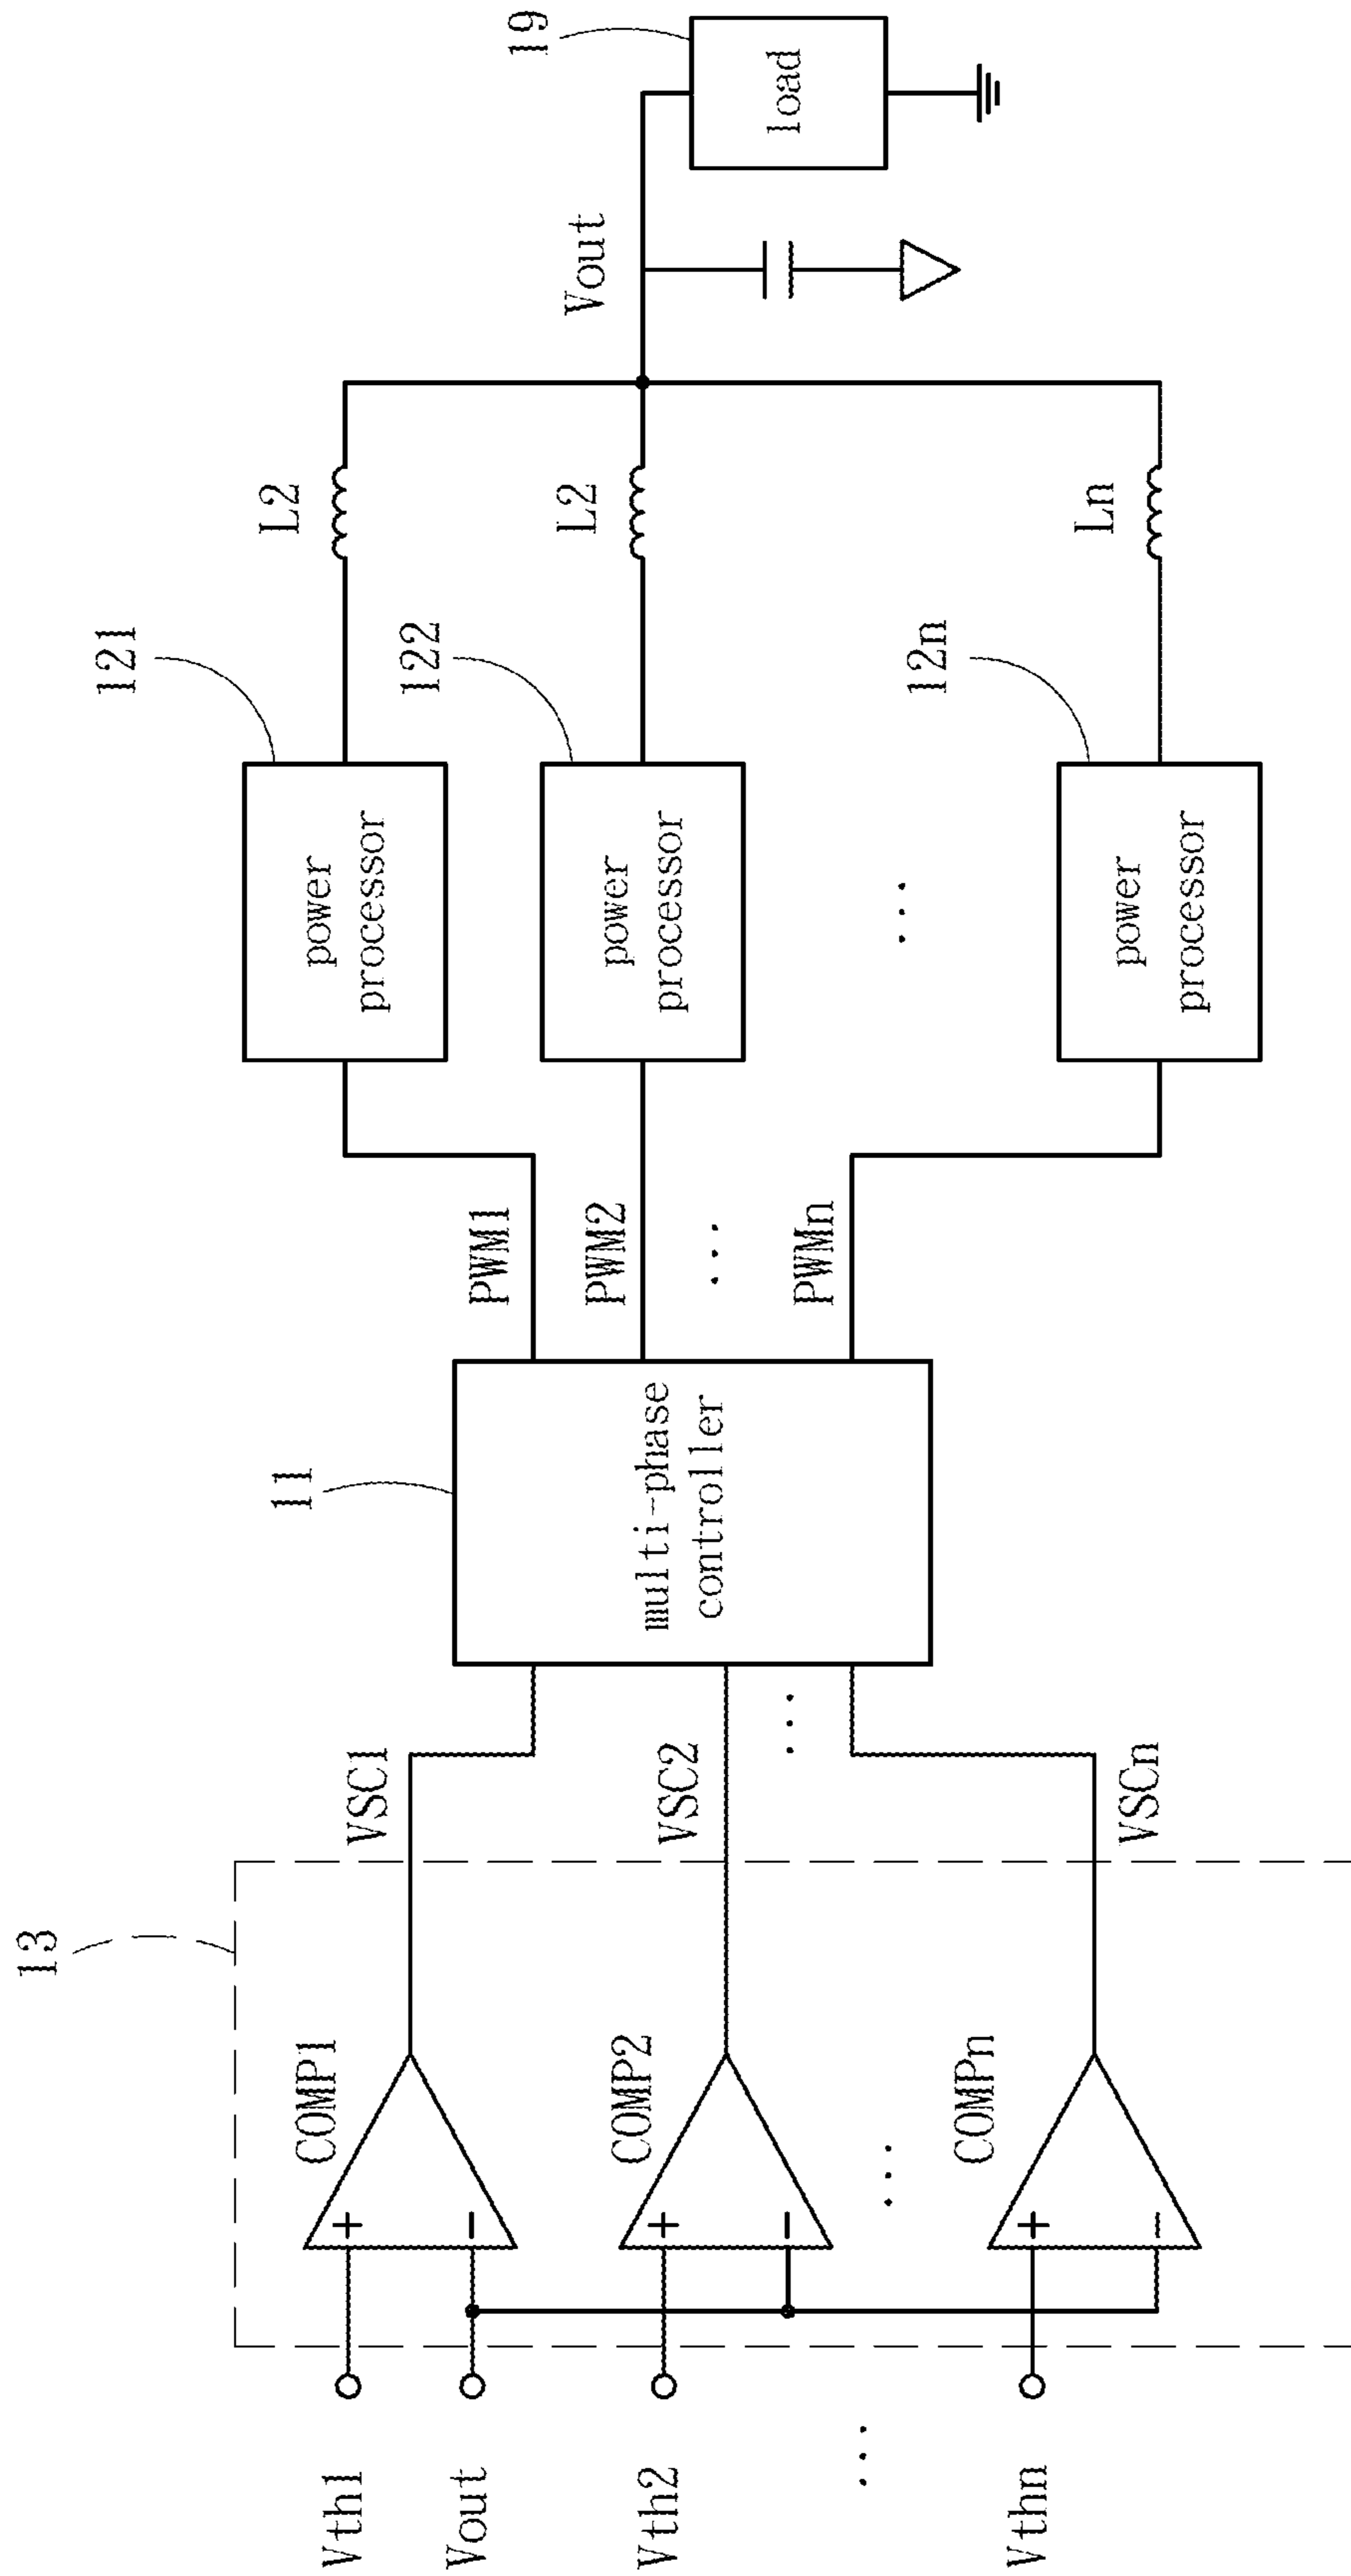 13
Vth1
Vout
Vth2
...
Vthn
COMP1
+
−
COMP2
+
−
...
COMPn
+
−
VSC1
VSC2
...
VSCn
11
multi-phase
controller
PWM1
PWM2
...
PWMn
121
power
processor
122
power
processor
...
12n
power
processor
L2
L2
Ln
Vout
19
load